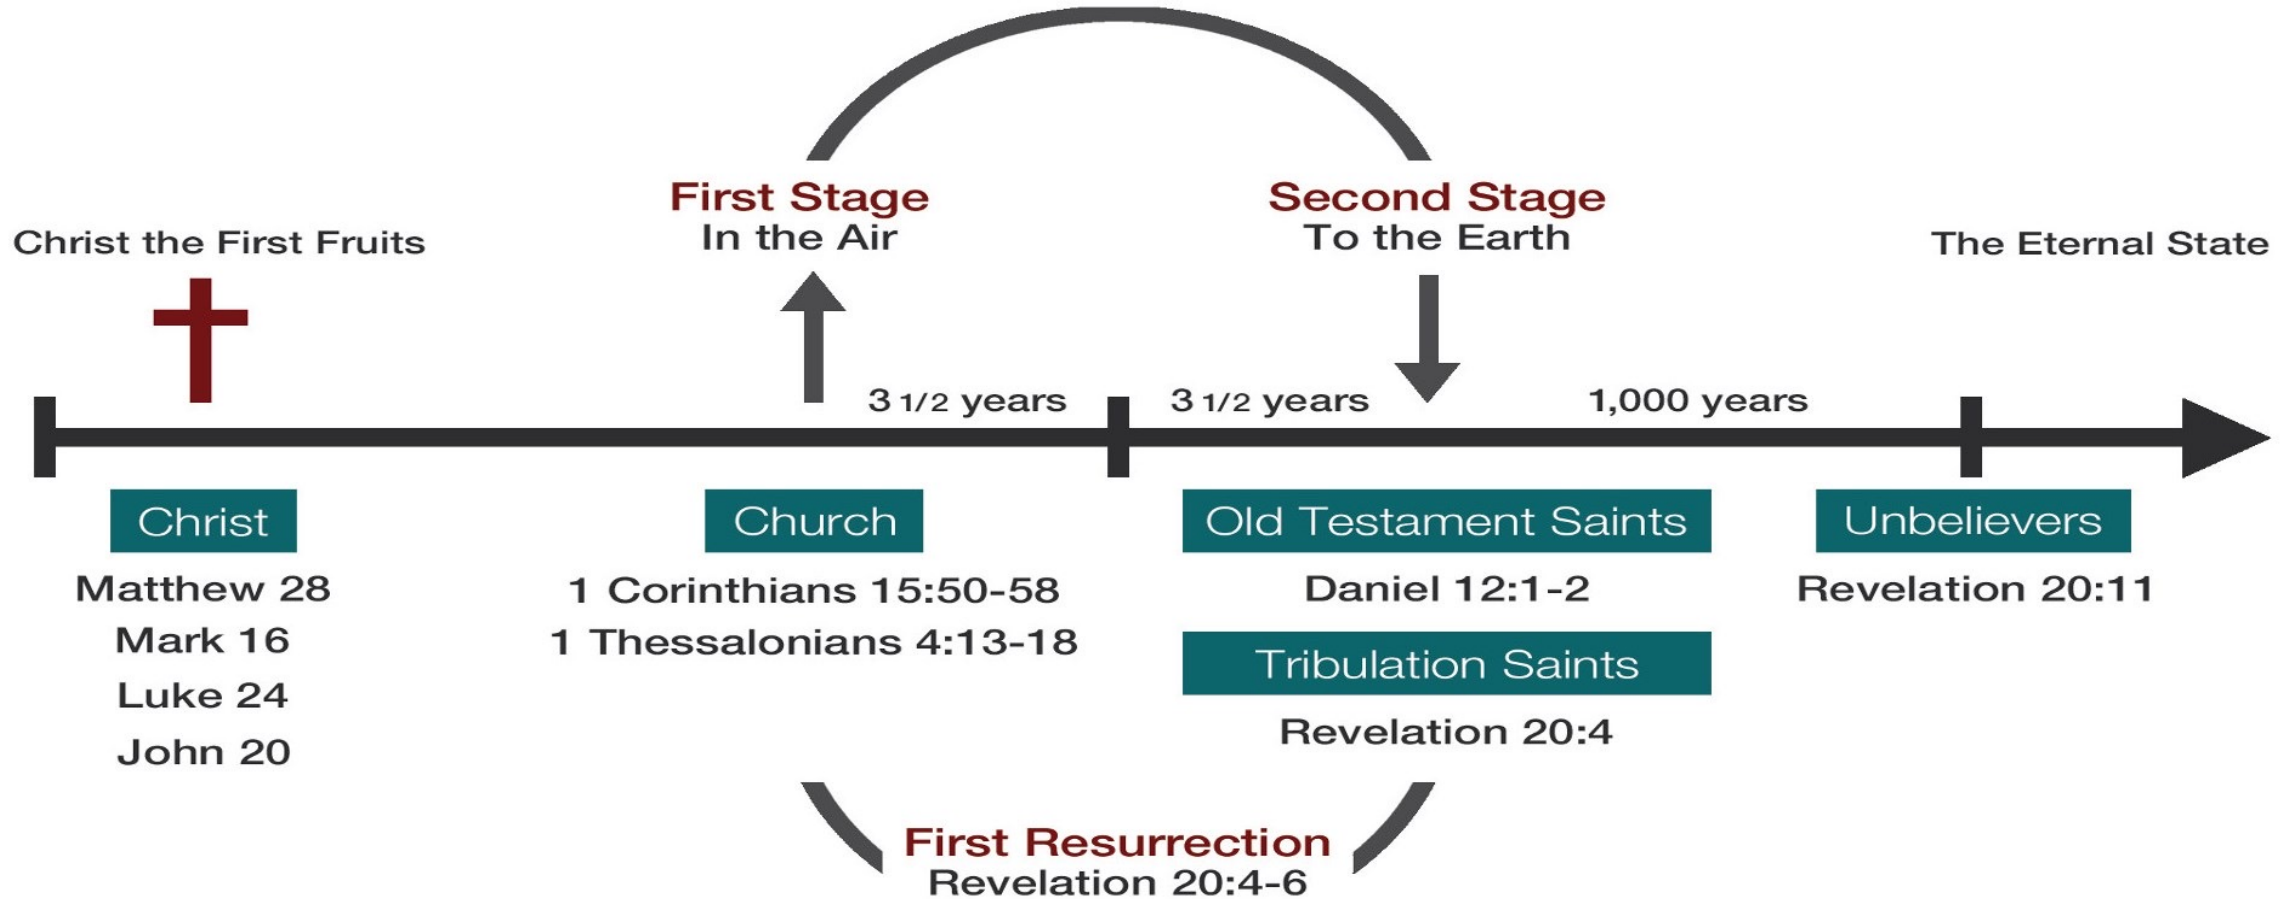 First Stage
In the Air
Second Stage
To the Earth
Christ the First Fruits
The Eternal State
3 1/2 years
3 1/2 years
1,000 years
Christ
Matthew 28
Mark 16
Luke 24
John 20
Church
1 Corinthians 15:50-58
1 Thessalonians 4:13-18
Old Testament Saints
Daniel 12:1-2
Tribulation Saints
Revelation 20:4
Unbelievers
Revelation 20:11
First Resurrection
Revelation 20:4-6